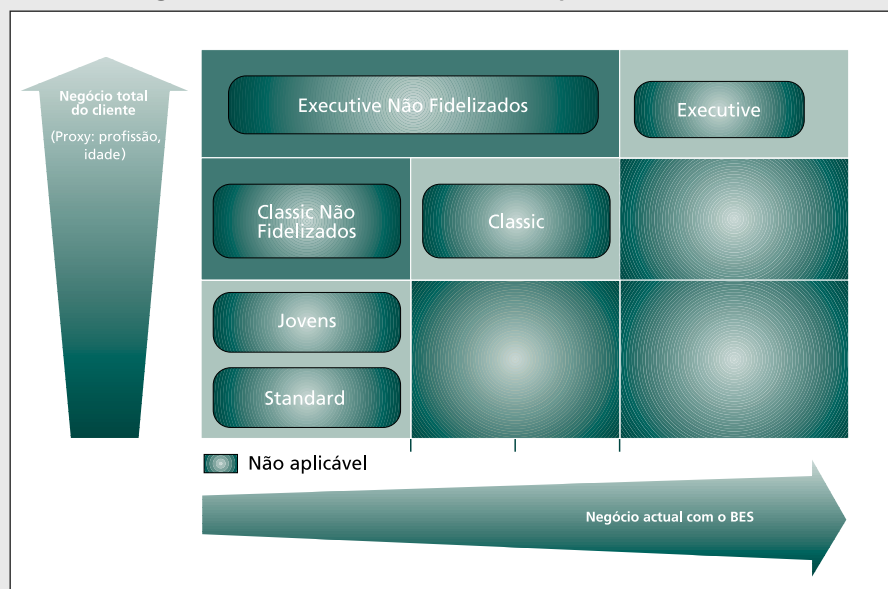 Negócio total
do cliente
(Proxy: profissão,
idade)
Executive Não Fidelizados
Executive
Classic Não
Fidelizados
Classic
Jovens
Standard
Não aplicável
Negócio actual com o BES